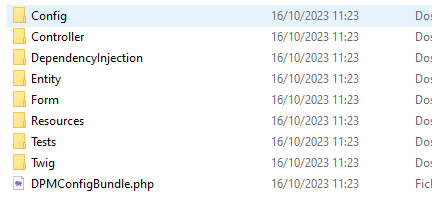 Config 16/10/2023 11:23 Dos
Controller 16/10/2023 11:23 Dos
DependencyInjection 16/10/2023 11:23 Dos
Entity 16/10/2023 11:23 Dos
Form 16/10/2023 11:23 Dos
Resources 16/10/2023 11:23 Dos
Tests 16/10/2023 11:23 Dos
Twig 16/10/2023 11:23 Dos
DPMConfigBundle.php 16/10/2023 11:23 Fich